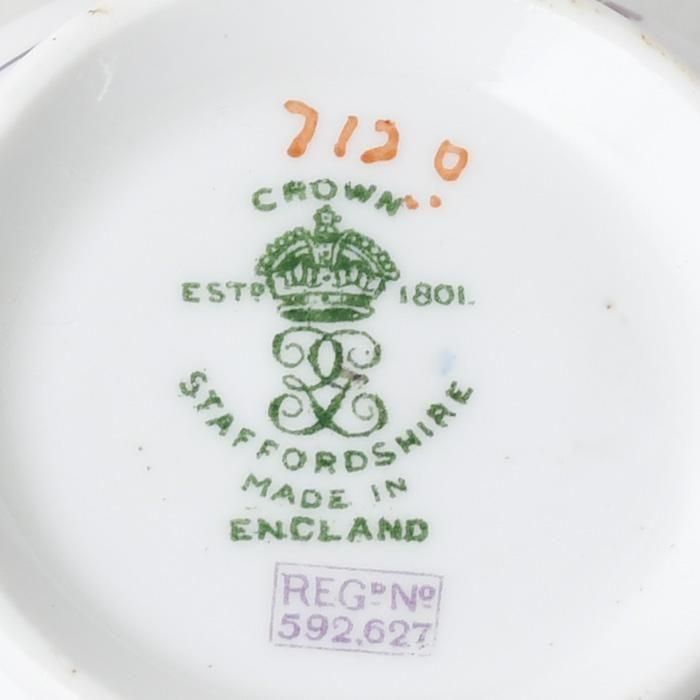 7120
CROWN
ESTD 1801.
STAFFORDSHIRE
MADE IN
ENGLAND
REGD No
592,627